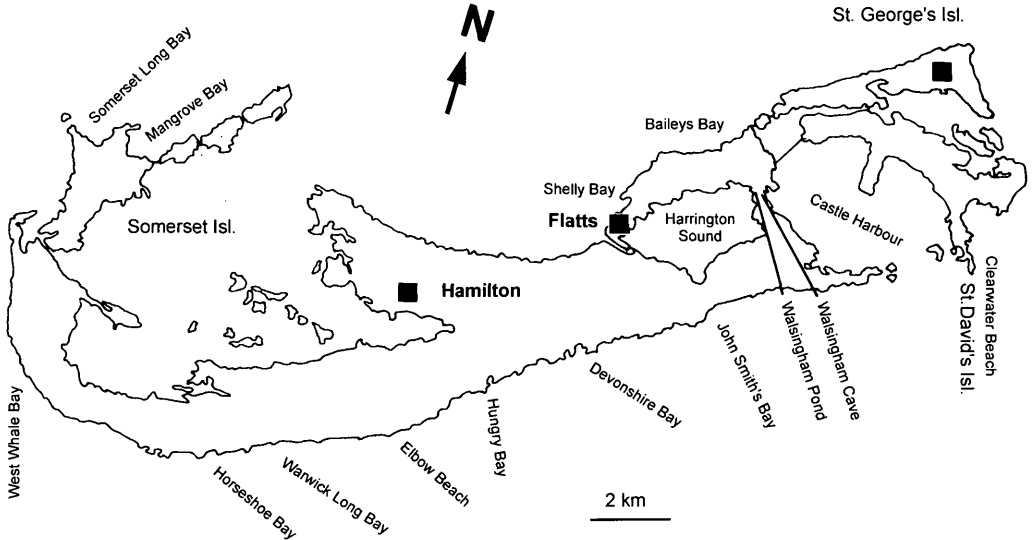 St. George's Isl.
N
Somerset Long Bay
Mangrove Bay
Baileys Bay
Shelly Bay
Flatts
Harrington
Sound
Castle Harbour
Somerset Isl.
Hamilton
Clearwater Beach
St.David's Isl.
Walsingham Cave
Walsingham Pond
John Smith's Bay
Devonshire Bay
Hungry Bay
Elbow Beach
Warwick Long Bay
Horseshoe Bay
West Whale Bay
2 km